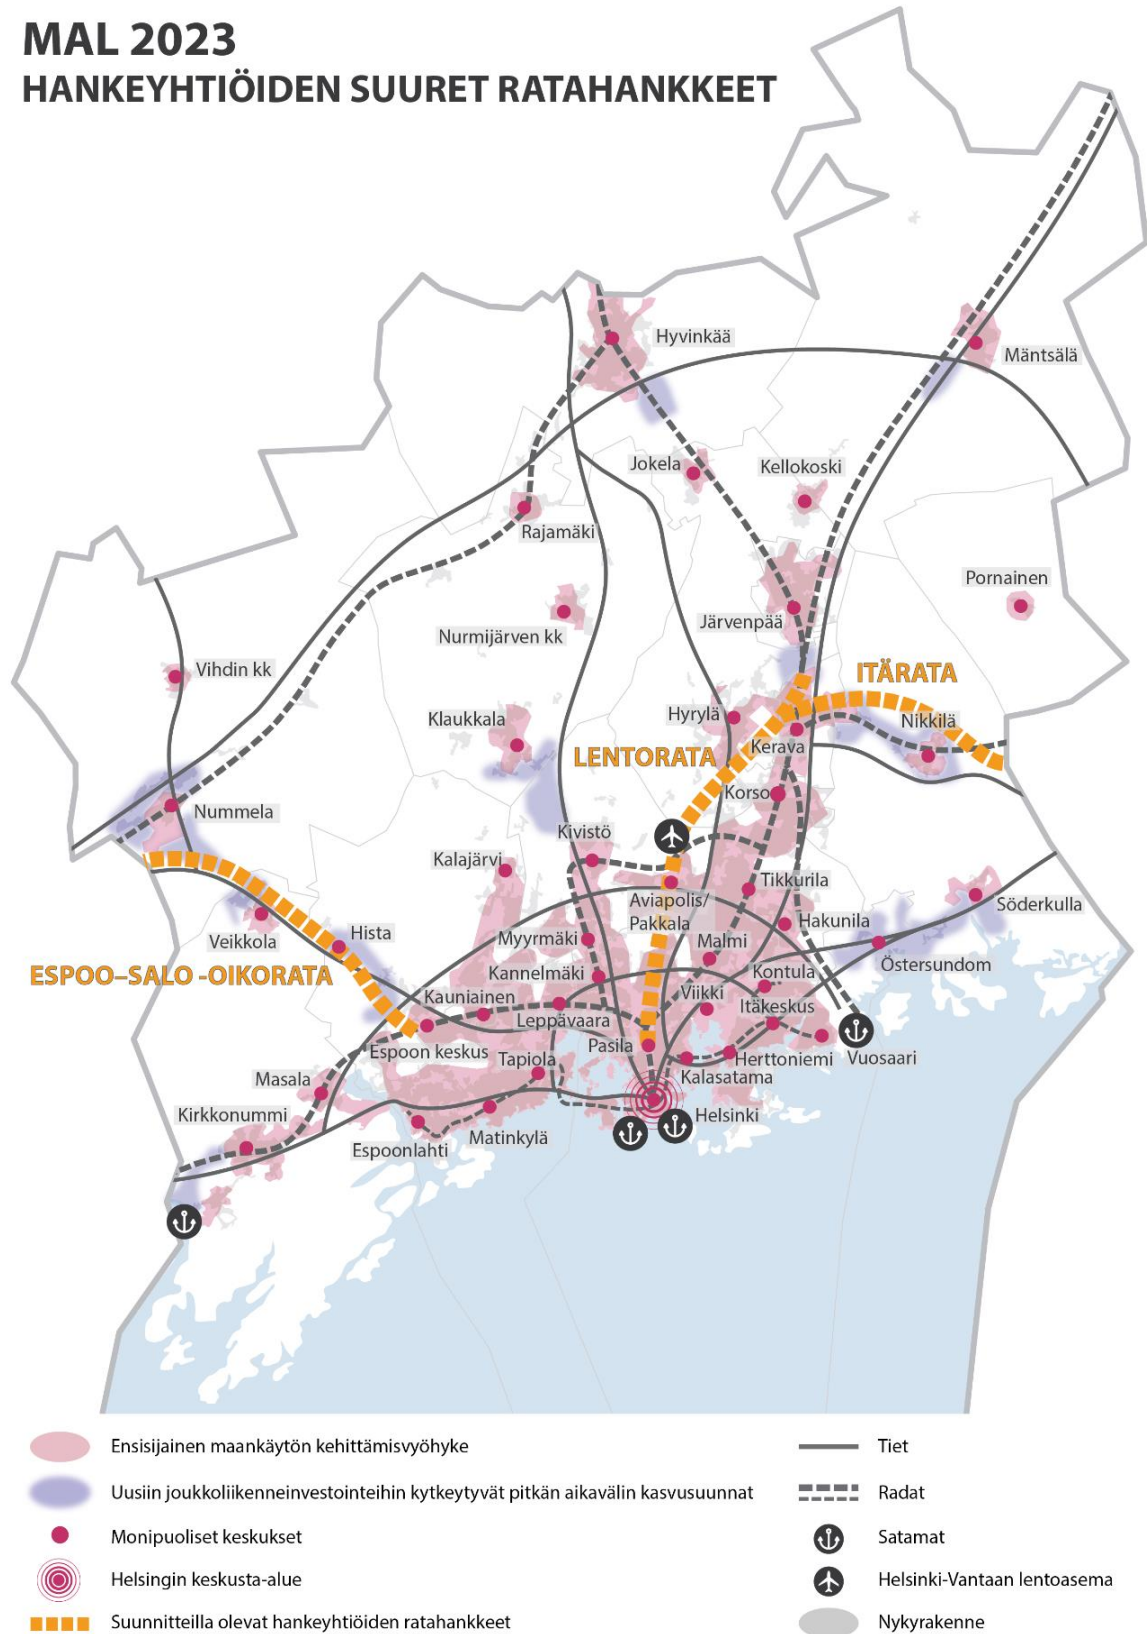 MAL 2023
HANKEYHTIÖIDEN SUURET RATAHANKKEET
Hyvinkää
Mäntsälä
Jokela
Kellokoski
Rajamäki
Pornainen
Nurmijärven kk
Järvenpää
Vihdin kk
ITÄRATA
Klaukkala
Hyrylä
Nikkilä
LENTORATA
Kerava
Korso
Nummela
Kivistö
Kalajärvi
Tikkurila
Aviapolis/
Pakkala
Söderkulla
Hakunila
Veikkola
Hista
Myyrmäki
Malmi
Östersundom
ESPOO–SALO -OIKORATA
Kannelmäki
Kontula
Kauniainen
Viikki
Itäkeskus
Leppävaara
Espoon keskus
Pasila
Tapiola
Herttoniemi
Vuosaari
Masala
Kalasatama
Kirkkonummi
Helsinki
Matinkylä
Espoonlahti
Ensisijainen maankäytön kehittämisvyöhyke
Uusiin joukkoliikenneinvestointeihin kytkeytyvät pitkän aikavälin kasvusuunnat
Monipuoliset keskukset
Helsingin keskusta-alue
Suunnitteilla olevat hankeyhtiöiden ratahankkeet
Tiet
Radat
Satamat
Helsinki-Vantaan lentoasema
Nykyrakenne